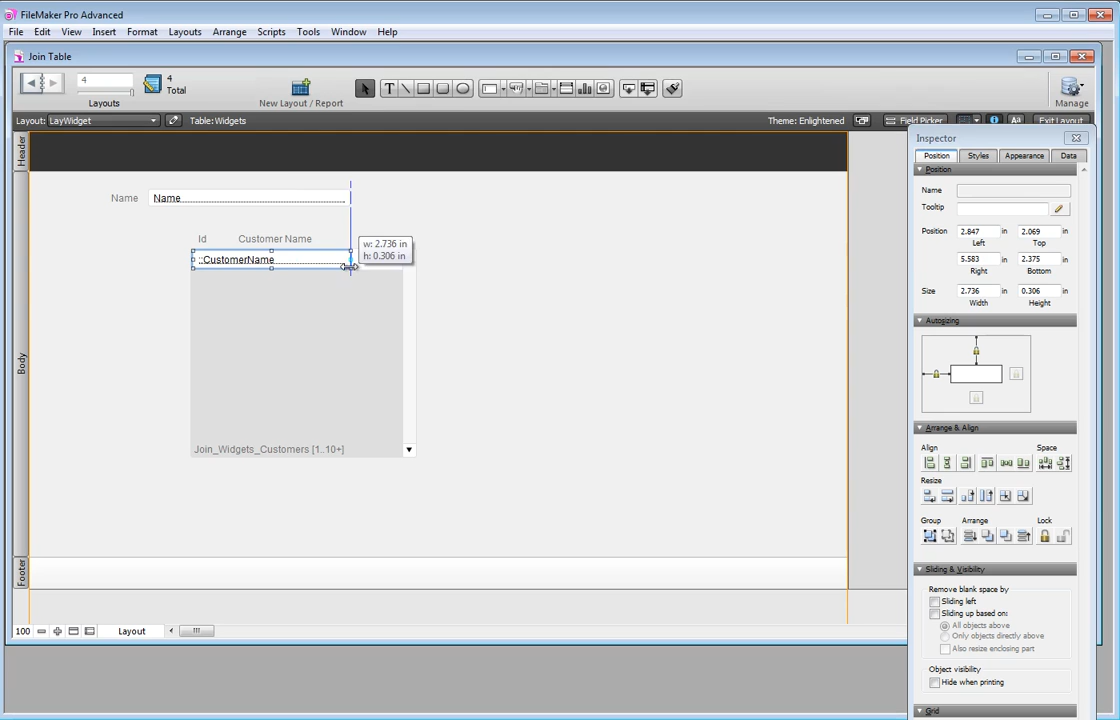 FileMaker Pro Advanced
File Edit View Insert Format Layouts Arrange Scripts Tools Window Help
Join Table
4
4
Total
Layouts
New Layout / Report
Manage
Layout: LayWidget
Table:Widgets
Theme: Enlightened
Field Picker
Aa
Exit Layout
Header
Name Name
Id Customer Name
::CustomerName
w: 2.736 in
h: 0.306 in
Body
Join_Widgets_Customers [1..10+]
Footer
100
Layout
Inspector
Position Styles Appearance Data
Position
Name
Tooltip
Position 2.847 in 2.069 in
Left Top
5.583 in 2.375 in
Right Bottom
Size 2.736 in 0.306 in
Width Height
Autosizing
Arrange & Align
Align Space
Resize
Group Arrange Lock
Sliding & Visibility
Remove blank space by
Sliding left
Sliding up based on:
All objects above
Only objects directly above
Also resize enclosing part
Object visibility
Hide when printing
Grid